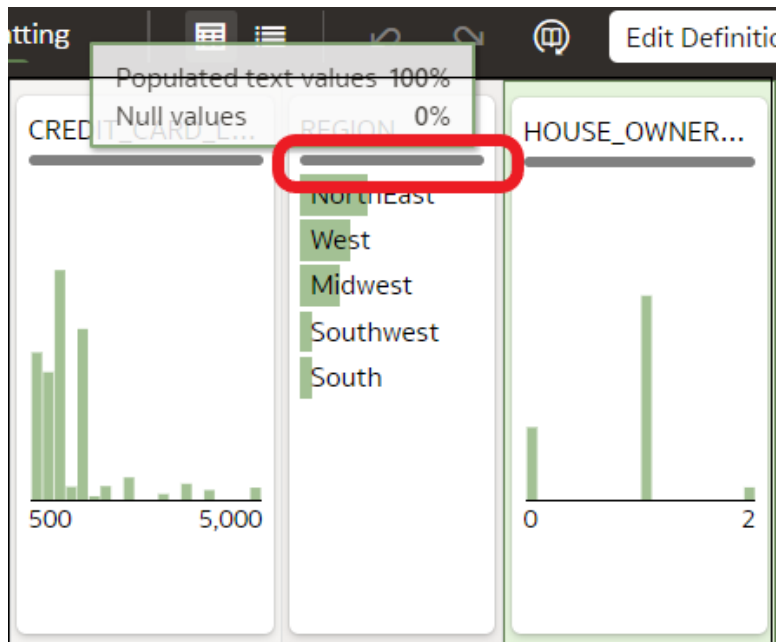 tting
Edit Definitio
Populated text values 100%
Null values 0%
CREDIT_CARD_L...
REGION
HOUSE_OWNER...
NorthEast
West
Midwest
Southwest
South
500 5,000
0 2